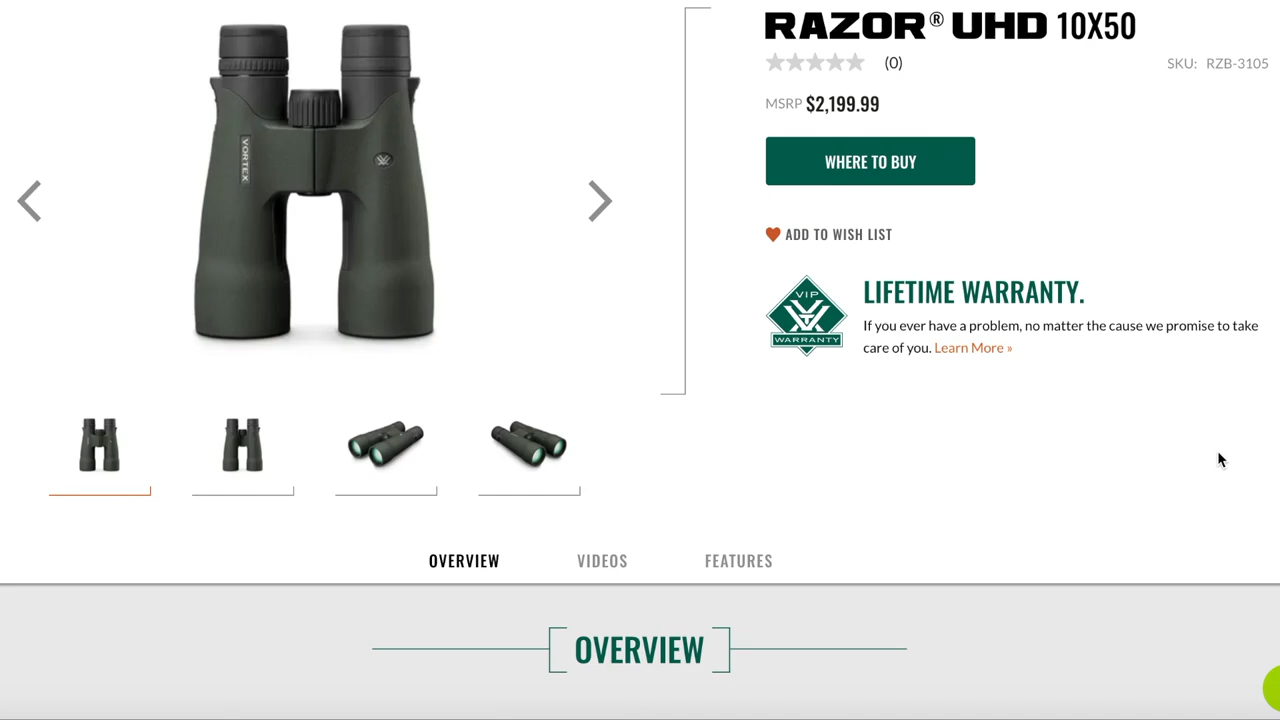 RAZOR® UHD 10X50
(0)
SKU: RZB-3105
MSRP $2,199.99
WHERE TO BUY
ADD TO WISH LIST
VIP
WARRANTY
LIFETIME WARRANTY.
If you ever have a problem, no matter the cause we promise to take
care of you. Learn More »
VORTEX
OVERVIEW
VIDEOS
FEATURES
OVERVIEW